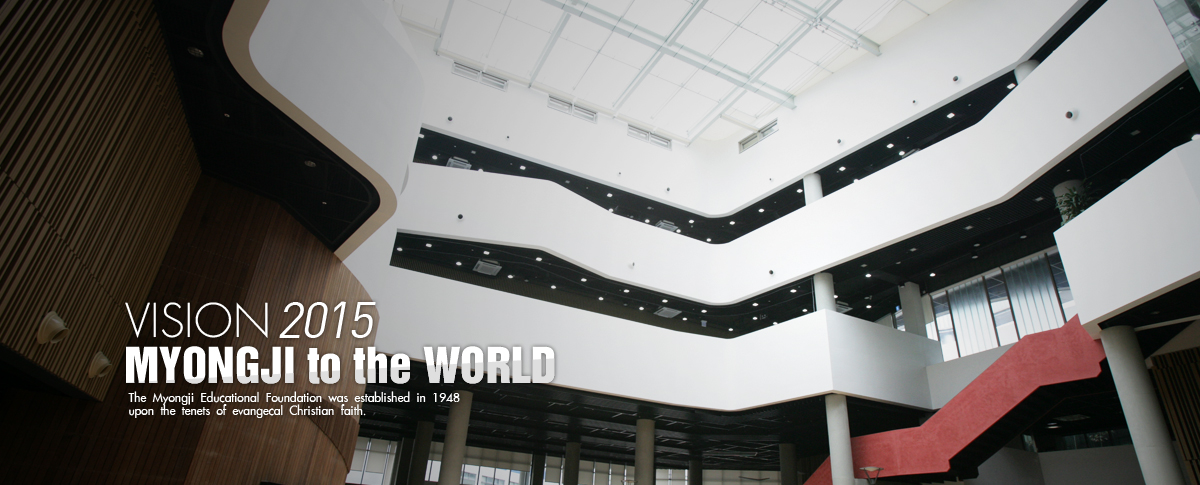 VISION 2015
MYONGJI to the WORLD
The Myongji Educational Foundation was established in 1948
upon the tenets of evangecal Christian faith.